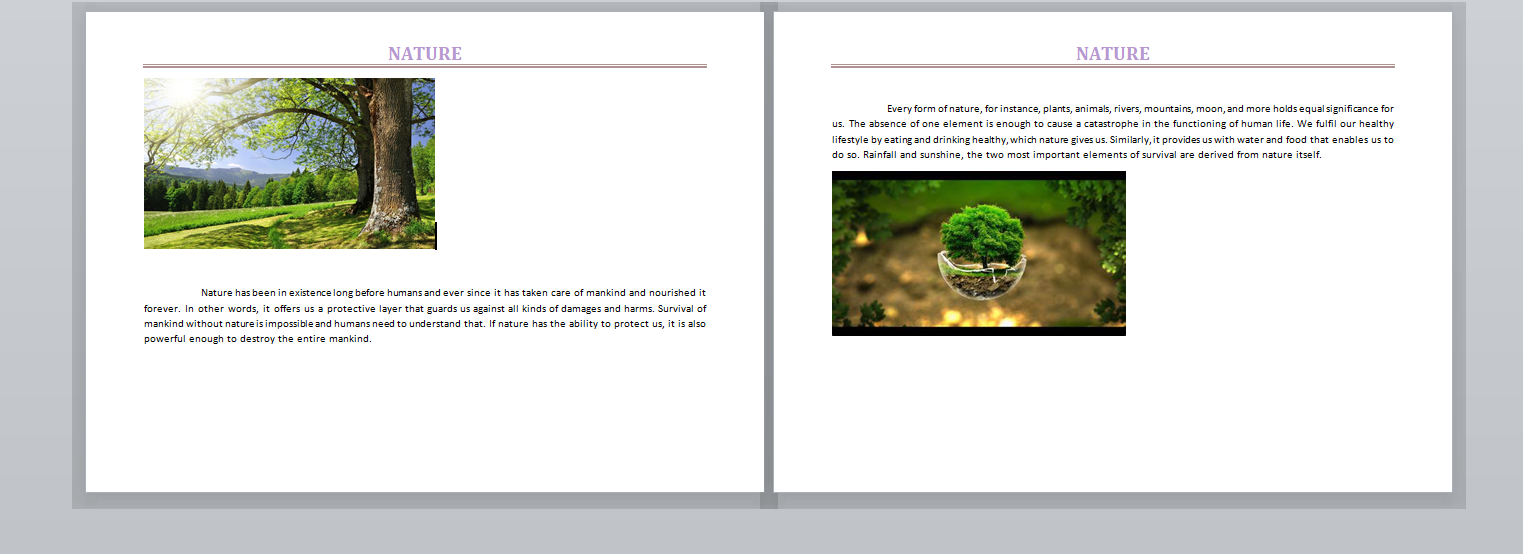 NATURE
Nature has been in existence long before humans and ever since it has taken care of mankind and nourished it
forever. In other words, it offers us a protective layer that guards us against all kinds of damages and harms. Survival of
mankind without nature is impossible and humans need to understand that. If nature has the ability to protect us, it is also
powerful enough to destroy the entire mankind.
NATURE
Every form of nature, for instance, plants, animals, rivers, mountains, moon, and more holds equal significance for
us. The absence of one element is enough to cause a catastrophe in the functioning of human life. We fulfil our healthy
lifestyle by eating and drinking healthy, which nature gives us. Similarly, it provides us with water and food that enables us to
do so. Rainfall and sunshine, the two most important elements of survival are derived from nature itself.